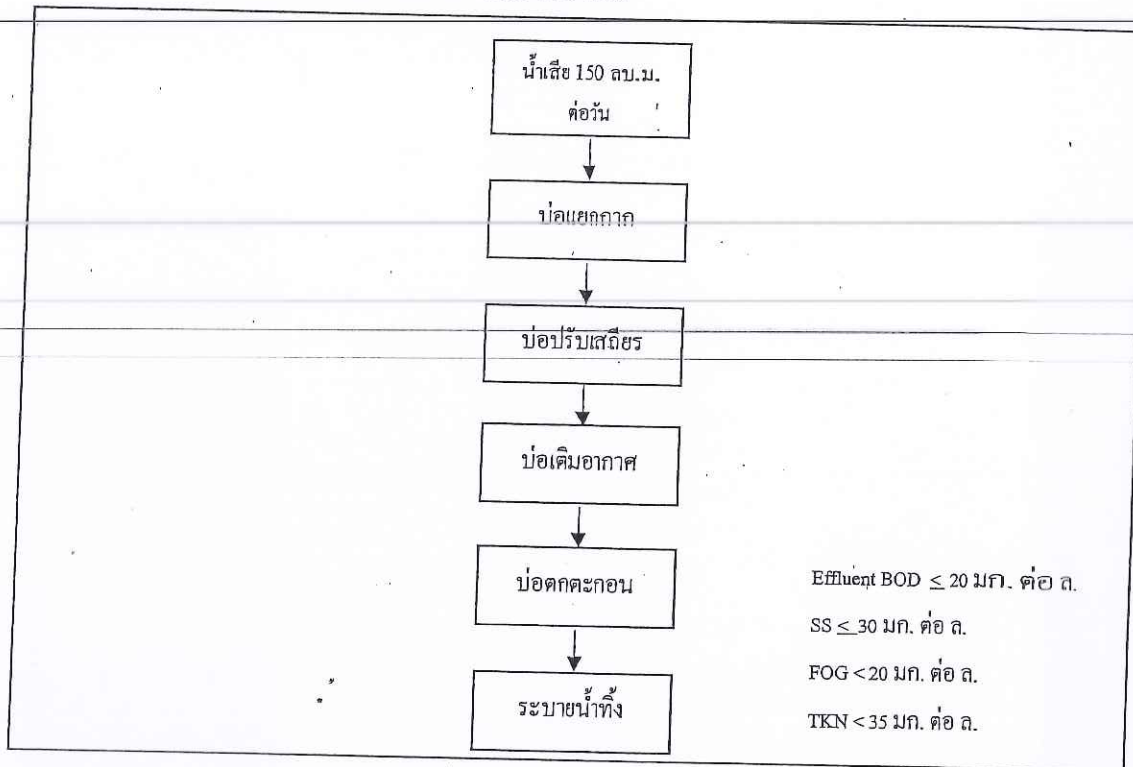 น้ำเสีย 150 ลบ.ม.
ต่อวัน
บ่อแยกกาก
บ่อปรับเสถียร
บ่อเติมอากาศ
บ่อตกตะกอน
ระบายน้ำทิ้ง
Effluent BOD ≤ 20 มก. ต่อ ล.
SS ≤ 30 มก. ต่อ ล.
FOG < 20 มก. ต่อ ล.
TKN < 35 มก. ต่อ ล.